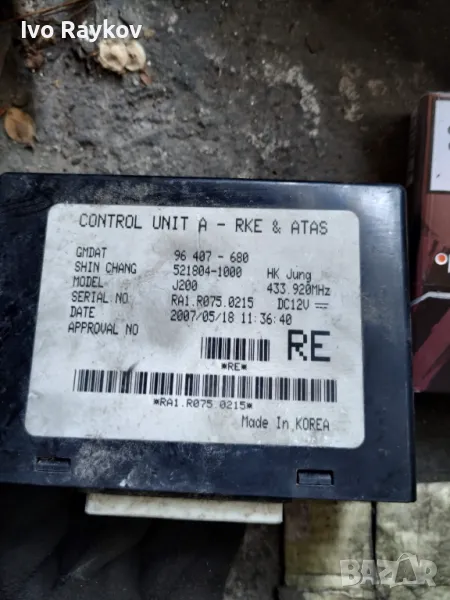 Ivo Raykov
CONTROL UNIT A - RKE & ATAS
GMDAT 96 407 - 680
SHIN CHANG 521804-1000 HK Jung
MODEL J200 433.920MHz
SERIAL NO. RA1.R075.0215 DC12V
DATE 2007/05/18 11:36:40
APPROVAL NO
RE
*RE*
*RA1.R075.0215*
Made In KOREA
BAZAR